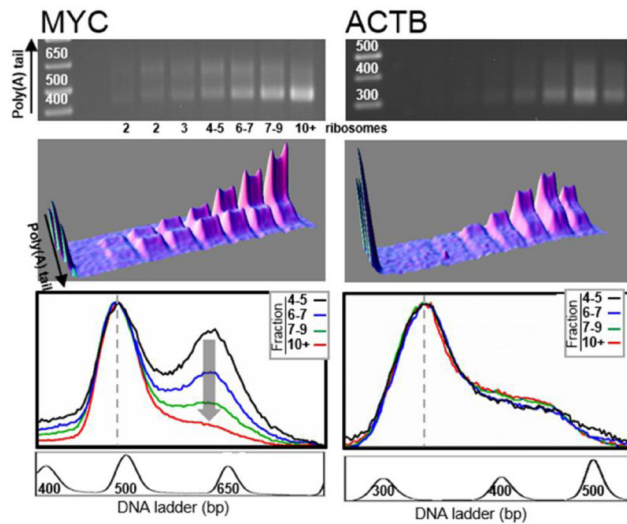 MYC
ACTB
Poly(A) tail
650
500
400
500
400
300
2 2 3 4-5 6-7 7-9 10+ ribosomes
Poly(A) tail
Fraction
4-5
6-7
7-9
10+
Fraction
4-5
6-7
7-9
10+
400 500 650
300 400 500
DNA ladder (bp)
DNA ladder (bp)